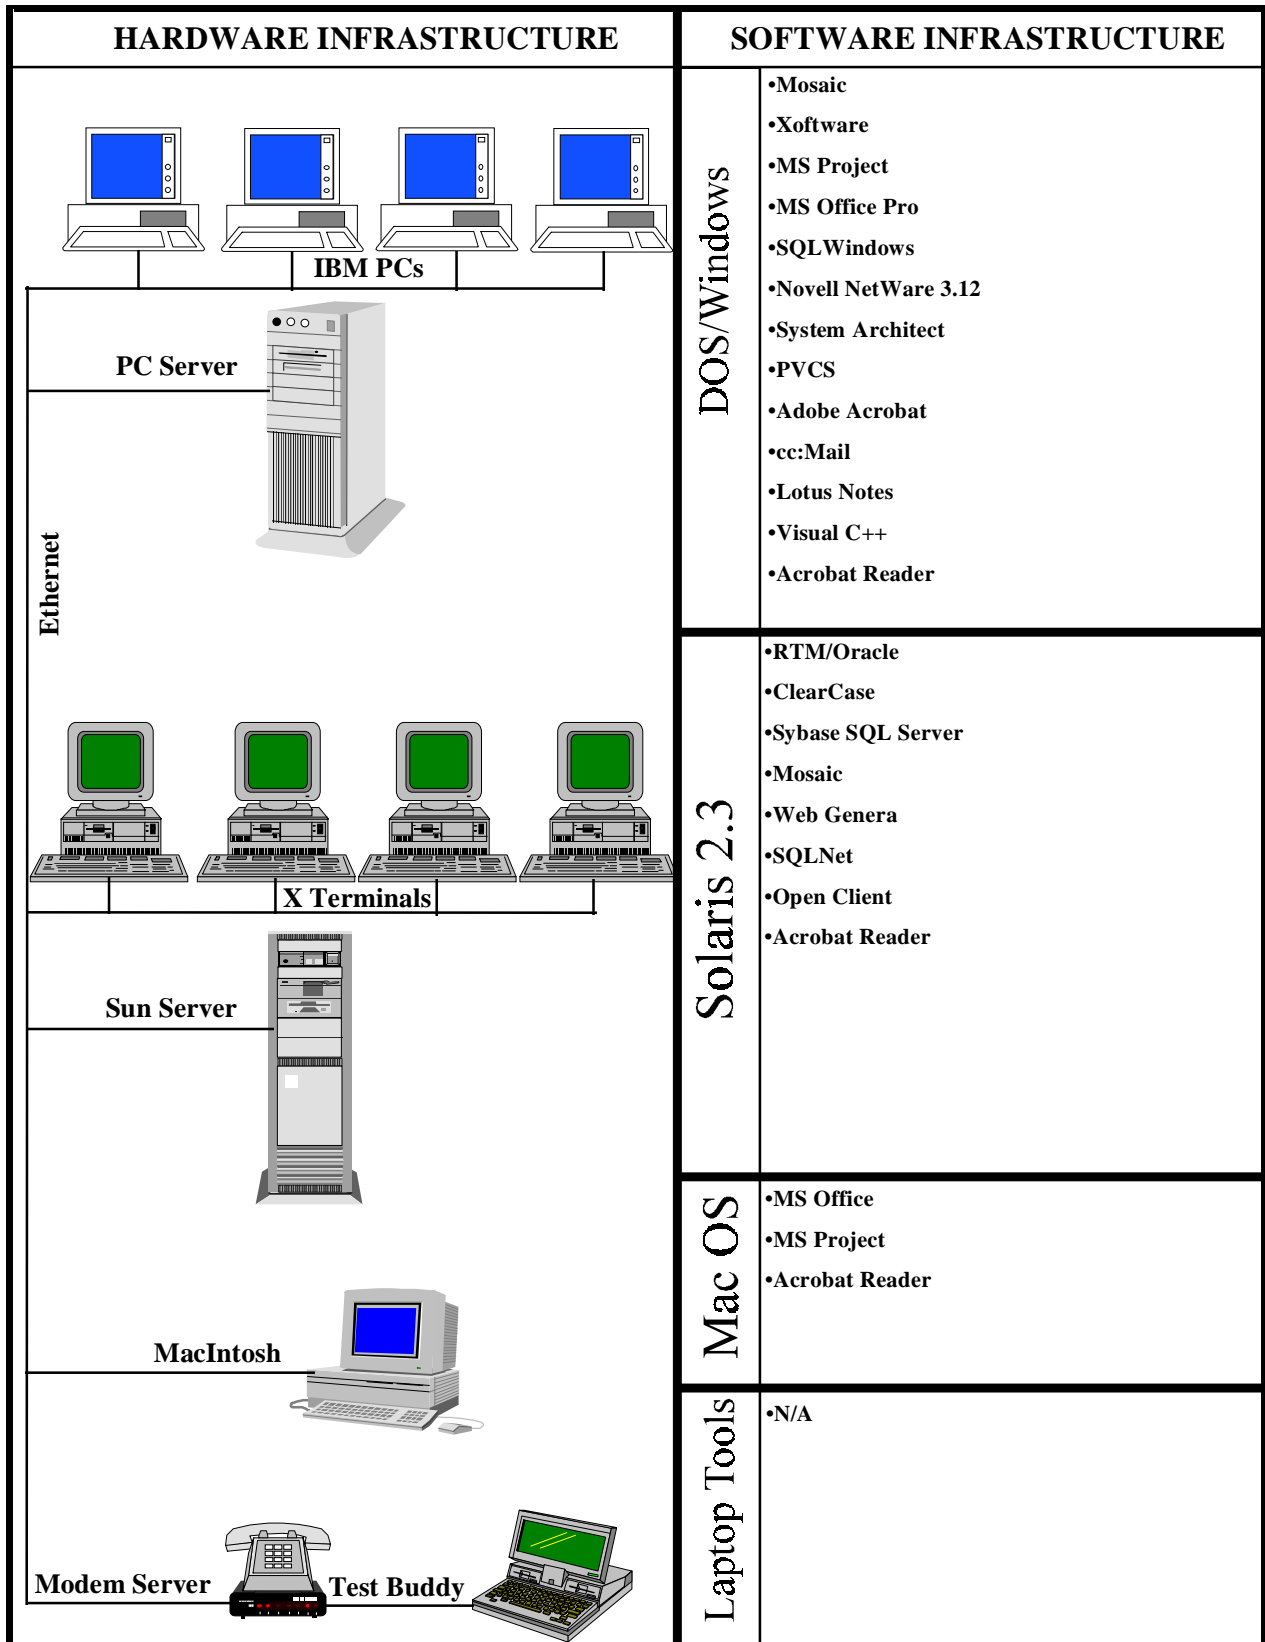 HARDWARE INFRASTRUCTURE
SOFTWARE INFRASTRUCTURE
IBM PCs
PC Server
Ethernet
X Terminals
Sun Server
MacIntosh
Modem Server
Test Buddy
DOS/Windows
•Mosaic
•Xoftware
•MS Project
•MS Office Pro
•SQLWindows
•Novell NetWare 3.12
•System Architect
•PVCS
•Adobe Acrobat
•cc:Mail
•Lotus Notes
•Visual C++
•Acrobat Reader
Solaris 2.3
•RTM/Oracle
•ClearCase
•Sybase SQL Server
•Mosaic
•Web Genera
•SQLNet
•Open Client
•Acrobat Reader
Mac OS
•MS Office
•MS Project
•Acrobat Reader
Laptop Tools
•N/A